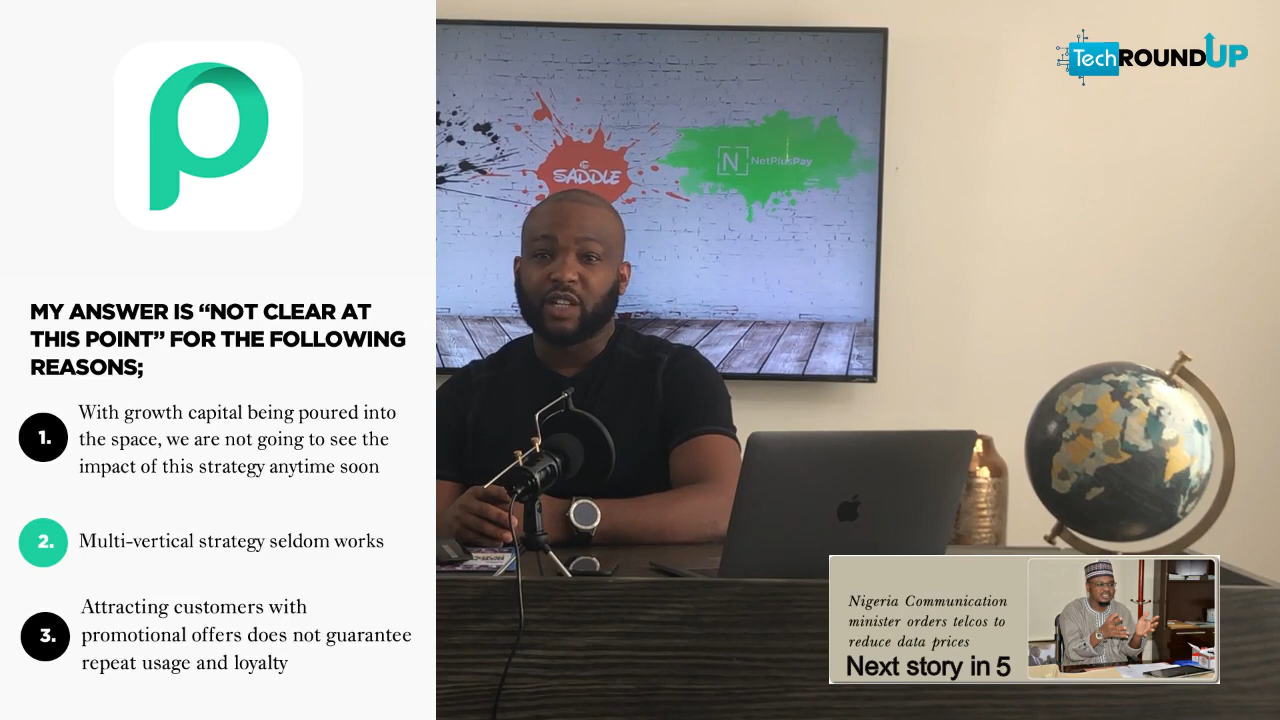 MY ANSWER IS “NOT CLEAR AT
THIS POINT” FOR THE FOLLOWING
REASONS;
1.
With growth capital being poured into
the space, we are not going to see the
impact of this strategy anytime soon
2.
Multi-vertical strategy seldom works
3.
Attracting customers with
promotional offers does not guarantee
repeat usage and loyalty
SADDLE
N NetPlusPay
Tech ROUNDUP
Nigeria Communication
minister orders telcos to
reduce data prices
Next story in 5